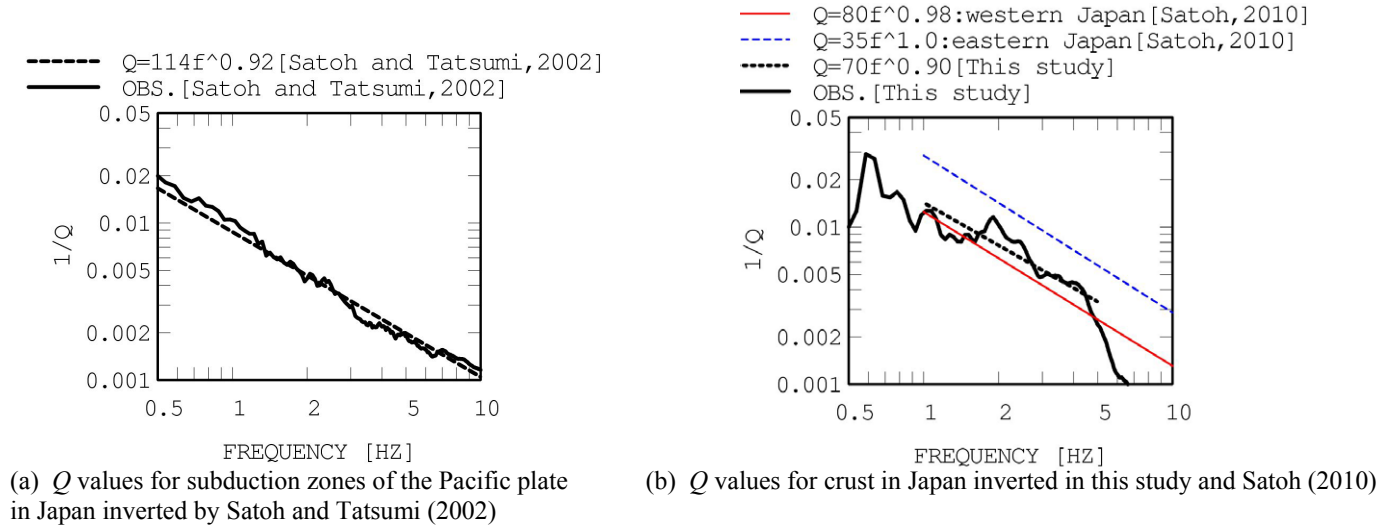 Q=114f^0.92[Satoh and Tatsumi,2002]
OBS.[Satoh and Tatsumi,2002]
0.05
0.02
0.01
0.005
0.002
0.001
1/Q
0.5 1 2 5 10
FREQUENCY [HZ]
(a) Q values for subduction zones of the Pacific plate
in Japan inverted by Satoh and Tatsumi (2002)
Q=80f^0.98:western Japan[Satoh,2010]
Q=35f^1.0:eastern Japan[Satoh,2010]
Q=70f^0.90[This study]
OBS.[This study]
0.05
0.02
0.01
0.005
0.002
0.001
1/Q
0.5 1 2 5 10
FREQUENCY [HZ]
(b) Q values for crust in Japan inverted in this study and Satoh (2010)